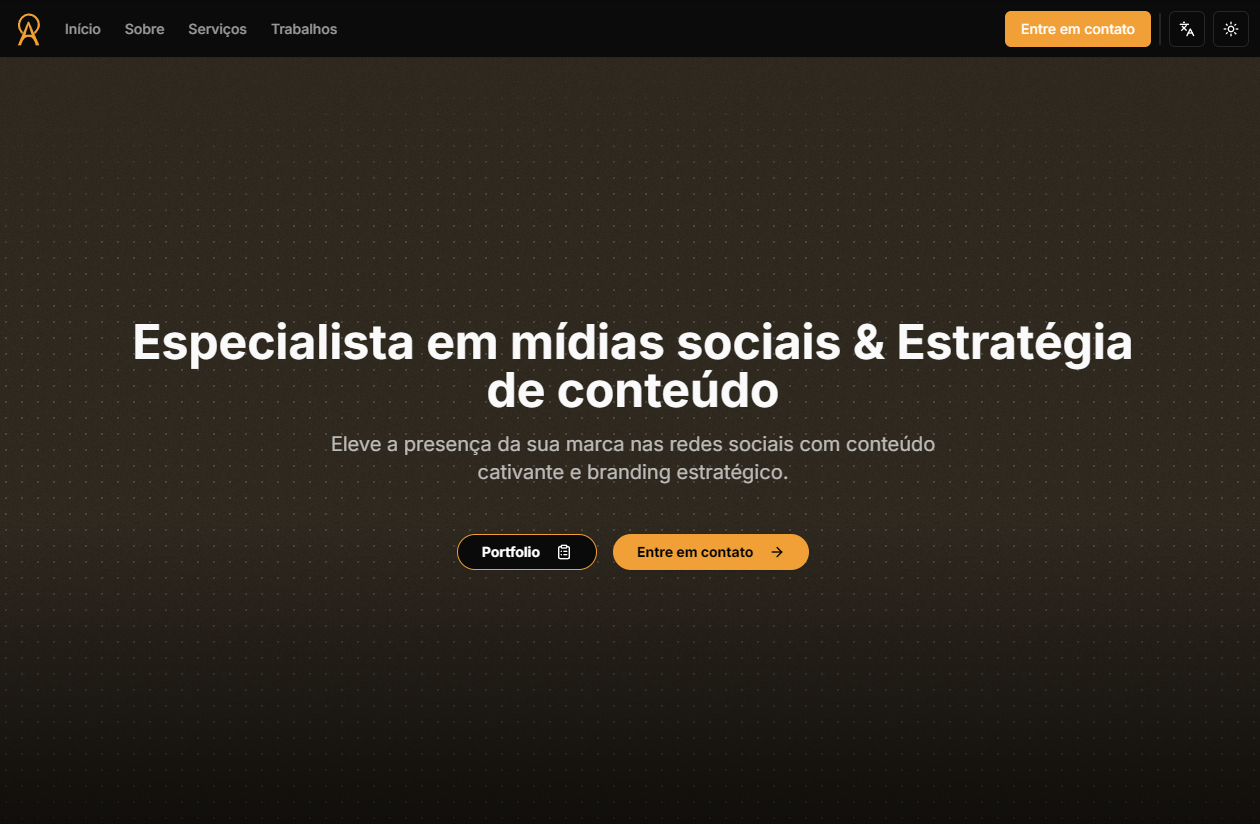 Início Sobre Serviços Trabalhos Entre em contato
Especialista em mídias sociais & Estratégia
de conteúdo
Eleve a presença da sua marca nas redes sociais com conteúdo
cativante e branding estratégico.
Portfolio Entre em contato